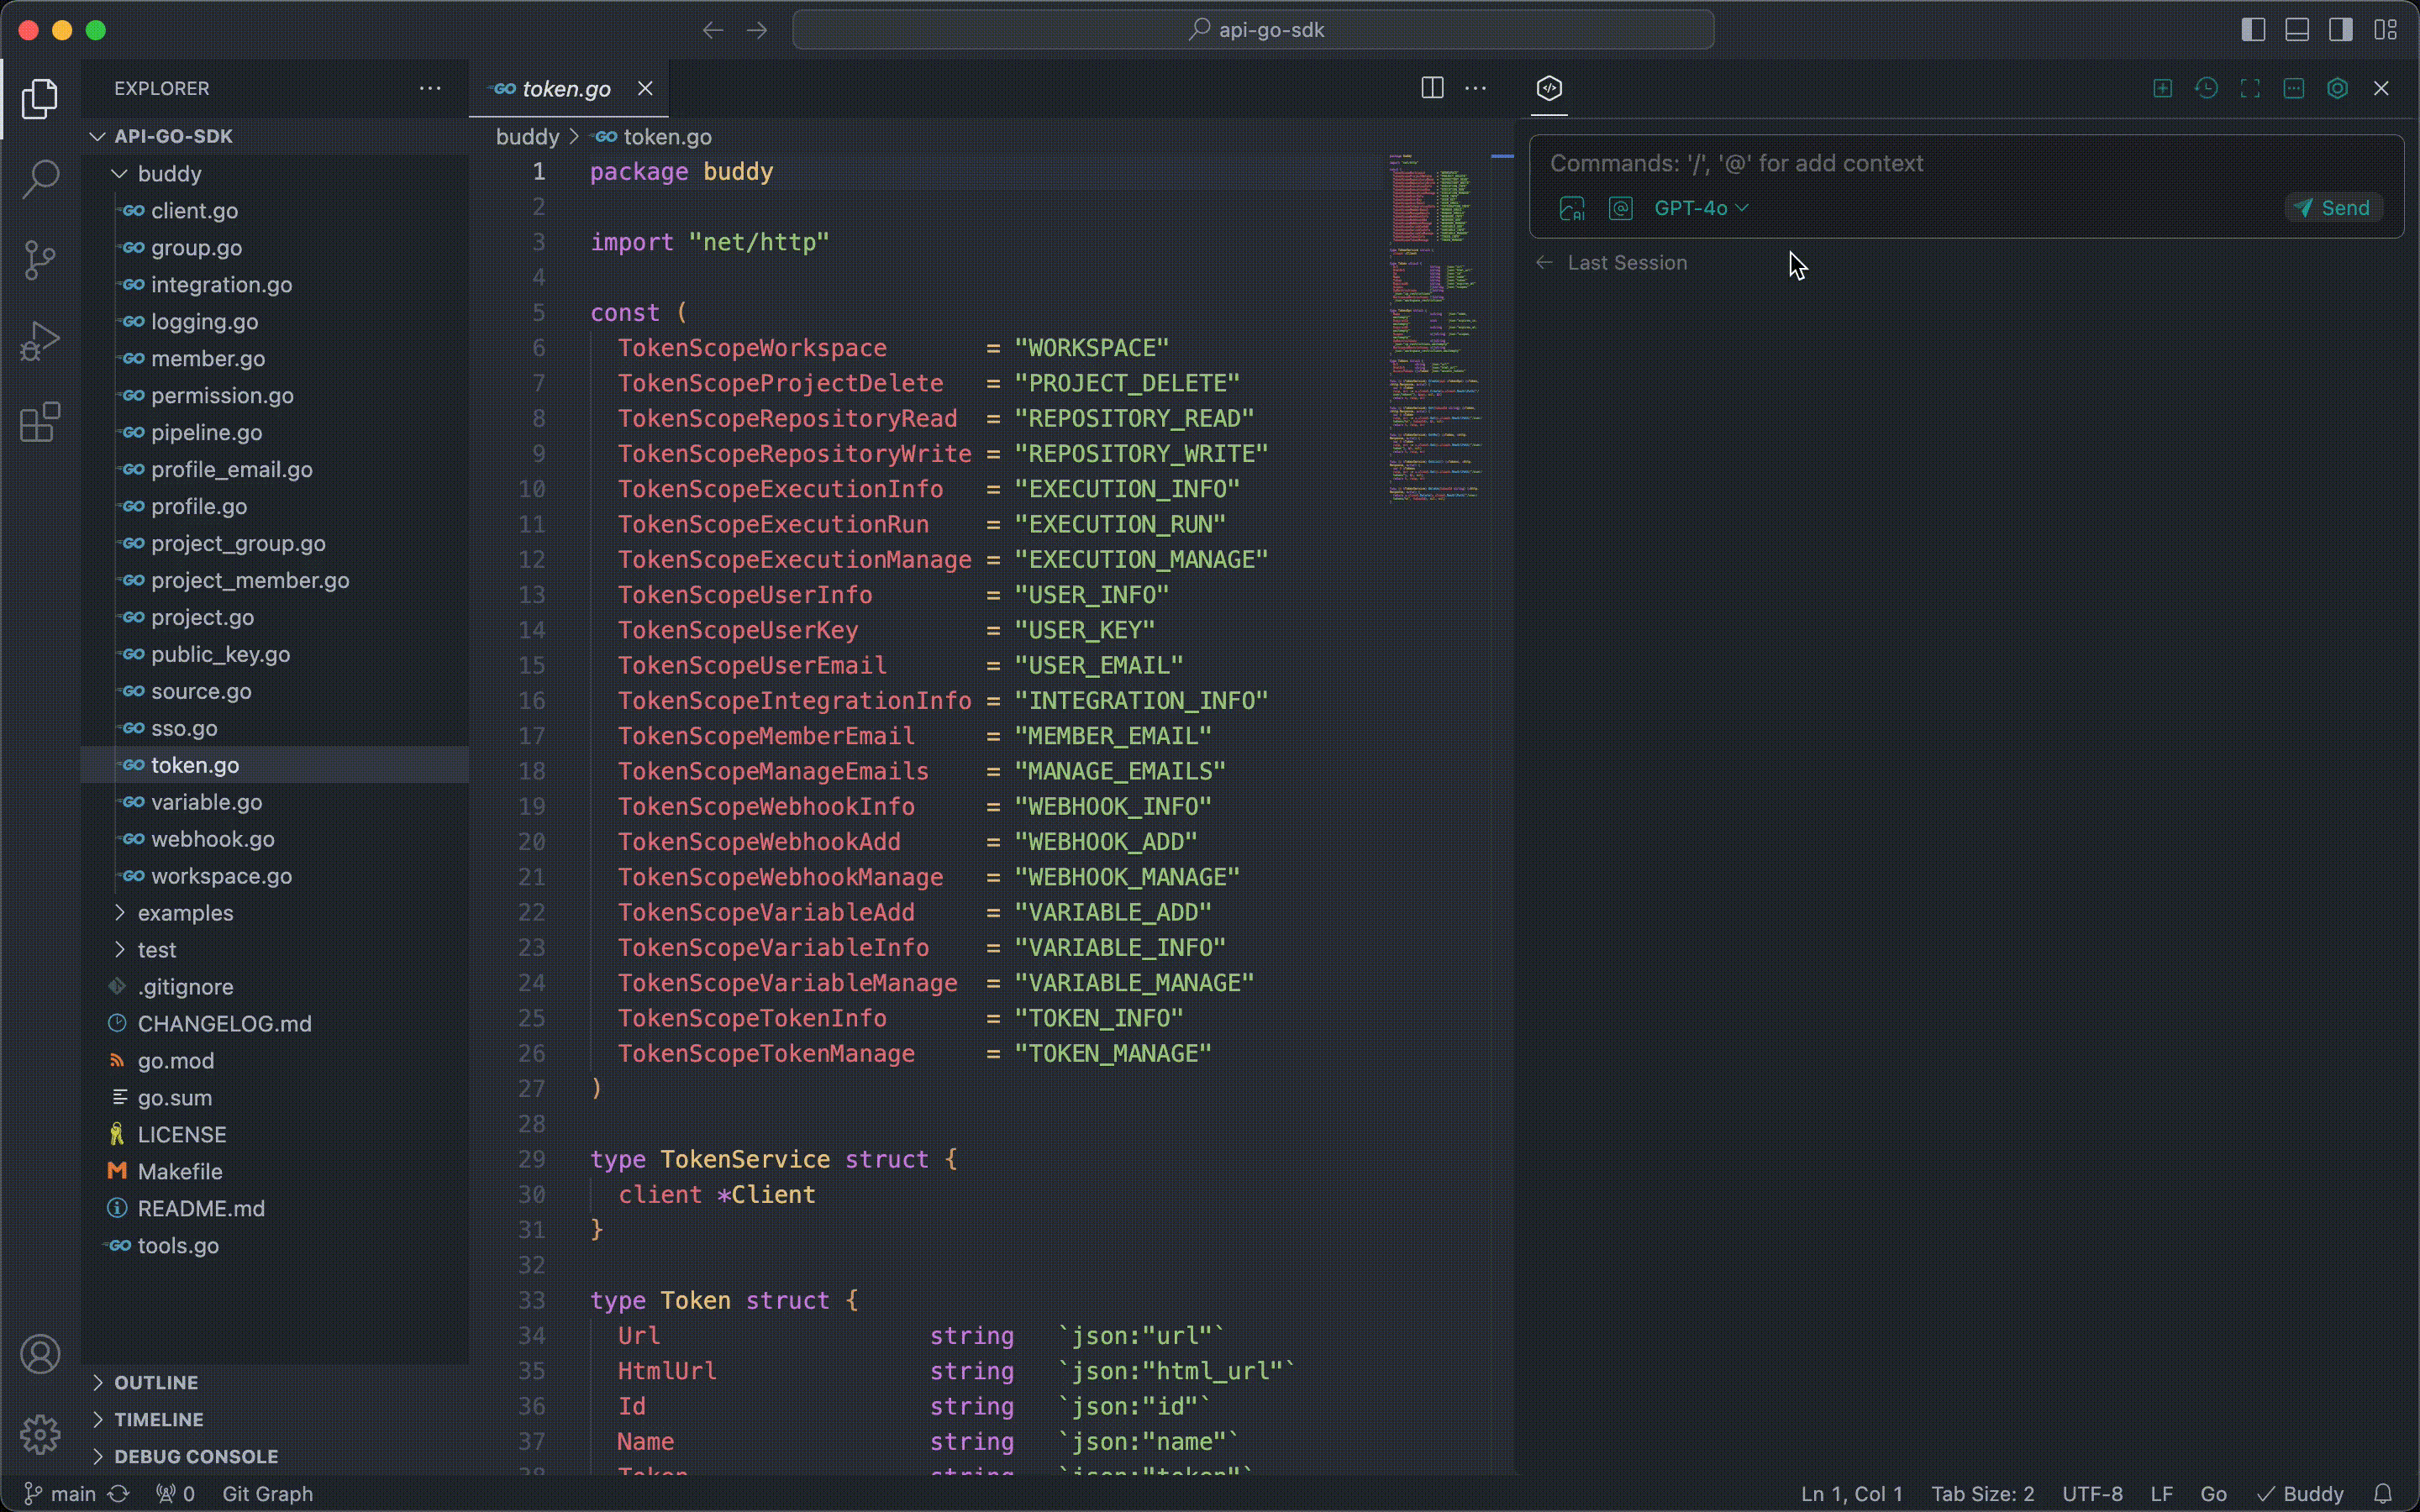 api-go-sdk
EXPLORER
API-GO-SDK
buddy
client.go
group.go
integration.go
logging.go
member.go
permission.go
pipeline.go
profile_email.go
profile.go
project_group.go
project_member.go
project.go
public_key.go
source.go
sso.go
token.go
variable.go
webhook.go
workspace.go
examples
test
.gitignore
CHANGELOG.md
go.mod
go.sum
LICENSE
Makefile
README.md
tools.go
OUTLINE
TIMELINE
DEBUG CONSOLE
token.go
buddy > token.go
1 package buddy
2
3 import "net/http"
4
5 const (
6 TokenScopeWorkspace = "WORKSPACE"
7 TokenScopeProjectDelete = "PROJECT_DELETE"
8 TokenScopeRepositoryRead = "REPOSITORY_READ"
9 TokenScopeRepositoryWrite = "REPOSITORY_WRITE"
10 TokenScopeExecutionInfo = "EXECUTION_INFO"
11 TokenScopeExecutionRun = "EXECUTION_RUN"
12 TokenScopeExecutionManage = "EXECUTION_MANAGE"
13 TokenScopeUserInfo = "USER_INFO"
14 TokenScopeUserKey = "USER_KEY"
15 TokenScopeUserEmail = "USER_EMAIL"
16 TokenScopeIntegrationInfo = "INTEGRATION_INFO"
17 TokenScopeMemberEmail = "MEMBER_EMAIL"
18 TokenScopeManageEmails = "MANAGE_EMAILS"
19 TokenScopeWebhookInfo = "WEBHOOK_INFO"
20 TokenScopeWebhookAdd = "WEBHOOK_ADD"
21 TokenScopeWebhookManage = "WEBHOOK_MANAGE"
22 TokenScopeVariableAdd = "VARIABLE_ADD"
23 TokenScopeVariableInfo = "VARIABLE_INFO"
24 TokenScopeVariableManage = "VARIABLE_MANAGE"
25 TokenScopeTokenInfo = "TOKEN_INFO"
26 TokenScopeTokenManage = "TOKEN_MANAGE"
27 )
28
29 type TokenService struct {
30 client *Client
31 }
32
33 type Token struct {
34 Url string `json:"url"`
35 HtmlUrl string `json:"html_url"`
36 Id string `json:"id"`
37 Name string `json:"name"`
38 Token string `json:"token"`
Commands: '/', '@' for add context
AI @ GPT-4o Send
Last Session
main 0 Git Graph
Ln 1, Col 1 Tab Size: 2 UTF-8 LF Go Buddy